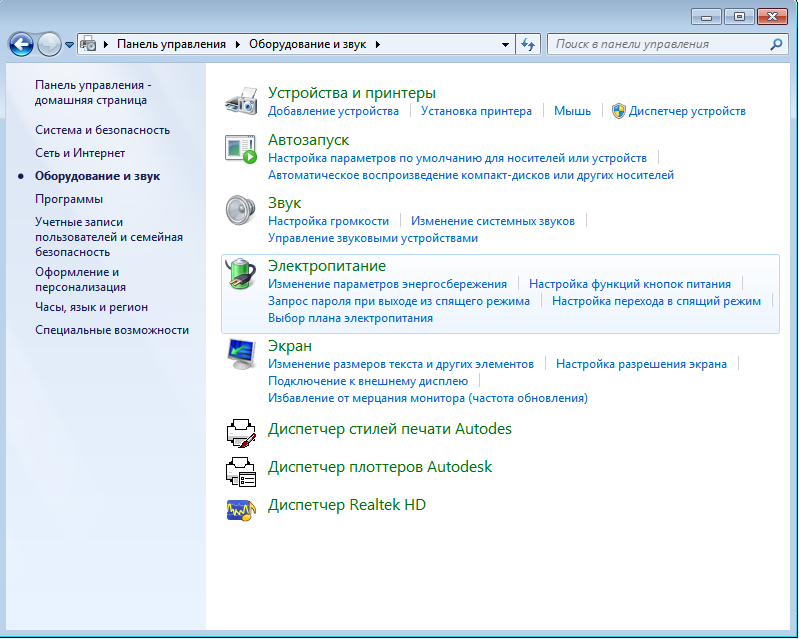 Панель управления
Оборудование и звук
Поиск в панели управления
Панель управления -
домашняя страница
Система и безопасность
Сеть и Интернет
Оборудование и звук
Программы
Учетные записи
пользователей и семейная
безопасность
Оформление и
персонализация
Часы, язык и регион
Специальные возможности
Устройства и принтеры
Добавление устройства
Установка принтера
Мышь
Диспетчер устройств
Автозапуск
Настройка параметров по умолчанию для носителей или устройств
Автоматическое воспроизведение компакт-дисков или других носителей
Звук
Настройка громкости
Изменение системных звуков
Управление звуковыми устройствами
Электропитание
Изменение параметров энергосбережения
Настройка функций кнопок питания
Запрос пароля при выходе из спящего режима
Настройка перехода в спящий режим
Выбор плана электропитания
Экран
Изменение размеров текста и других элементов
Настройка разрешения экрана
Подключение к внешнему дисплею
Избавление от мерцания монитора (частота обновления)
Диспетчер стилей печати Autodes
Диспетчер плоттеров Autodesk
Диспетчер Realtek HD